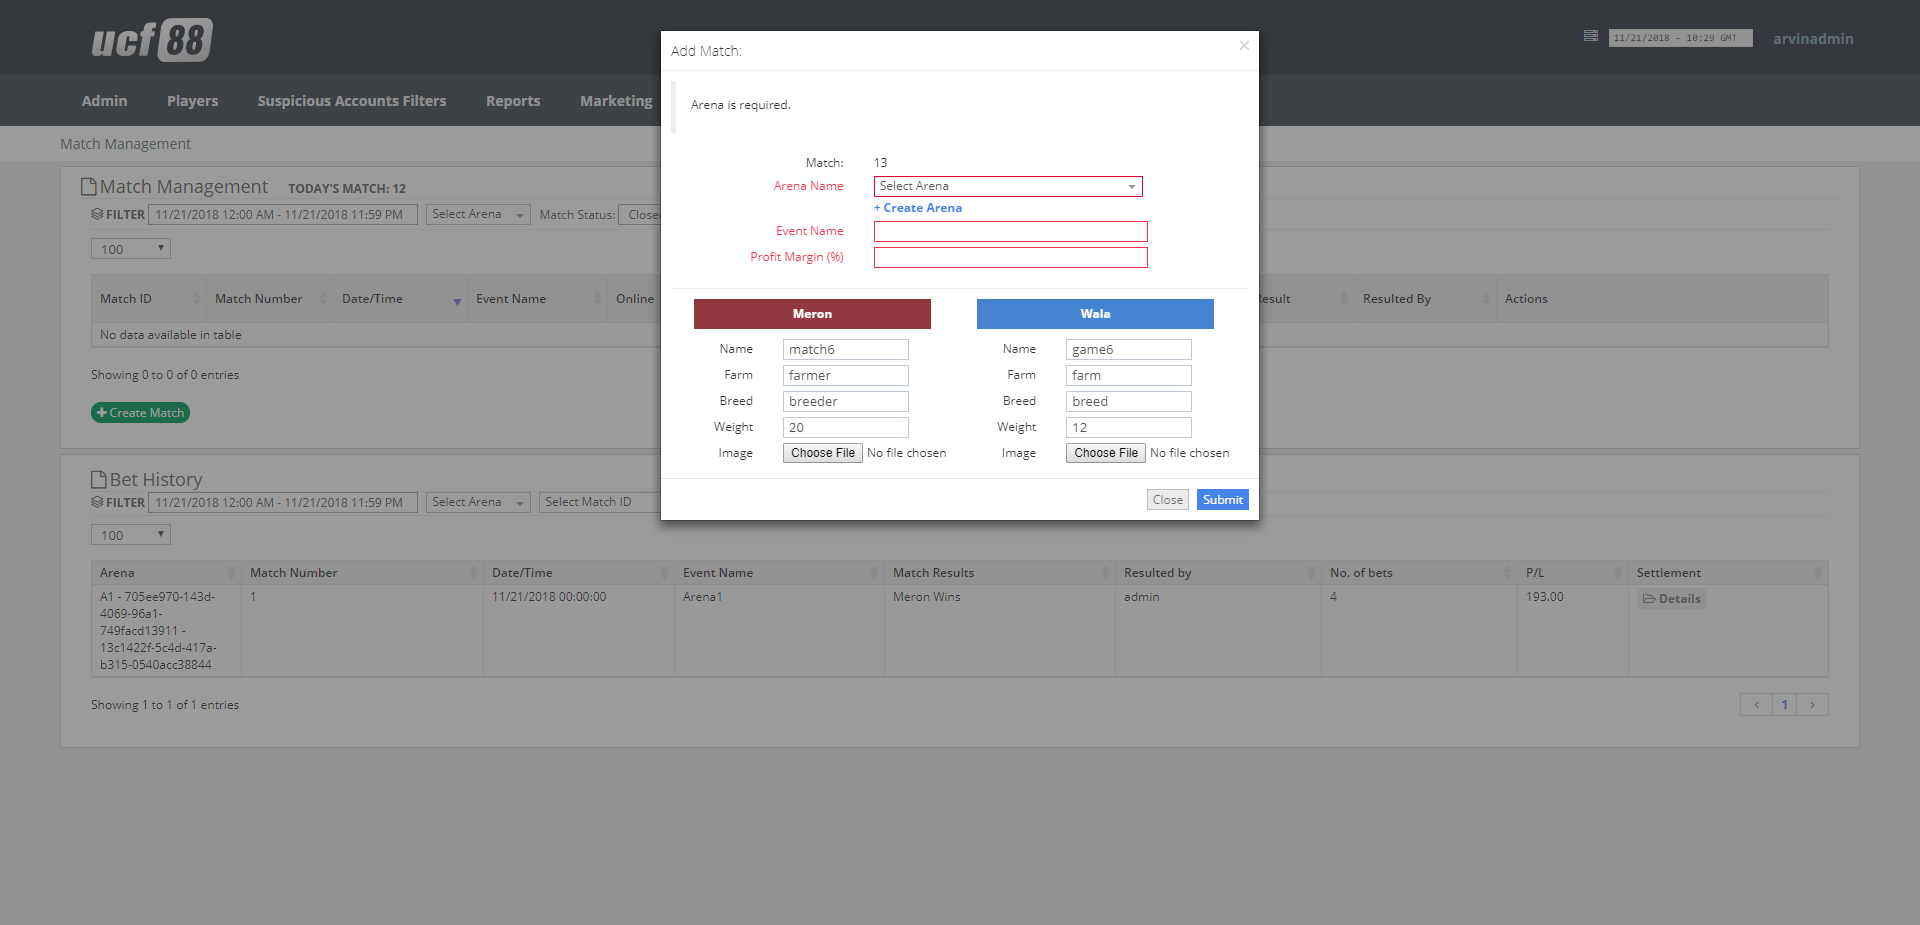 ucf 88
11/21/2018 - 10:29 GMT
arvinadmin
Admin Players Suspicious Accounts Filters Reports Marketing
Match Management
Match Management TODAY'S MATCH: 12
FILTER 11/21/2018 12:00 AM - 11/21/2018 11:59 PM Select Arena Match Status:
100
Match ID Match Number Date/Time Event Name Online Resulted By Actions
No data available in table
Showing 0 to 0 of 0 entries
+ Create Match
Add Match: ×
Arena is required.
Match: 13
Arena Name Select Arena
+ Create Arena
Event Name
Profit Margin (%)
Meron Wala
Name match6 Name game6
Farm farmer Farm farm
Breed breeder Breed breed
Weight 20 Weight 12
Image Choose File No file chosen Image Choose File No file chosen
Close Submit
Bet History
FILTER 11/21/2018 12:00 AM - 11/21/2018 11:59 PM Select Arena Select Match ID
100
Arena Match Number Date/Time Event Name Match Results Resulted by No. of bets P/L Settlement
A1 - 705ee970-143d- 1 11/21/2018 00:00:00 Arena1 Meron Wins admin 4 193.00 Details
4069-96a1-
749facd13911 -
13c1422f-5c4d-417a-
b315-0540acc38844
Showing 1 to 1 of 1 entries
‹ 1 ›